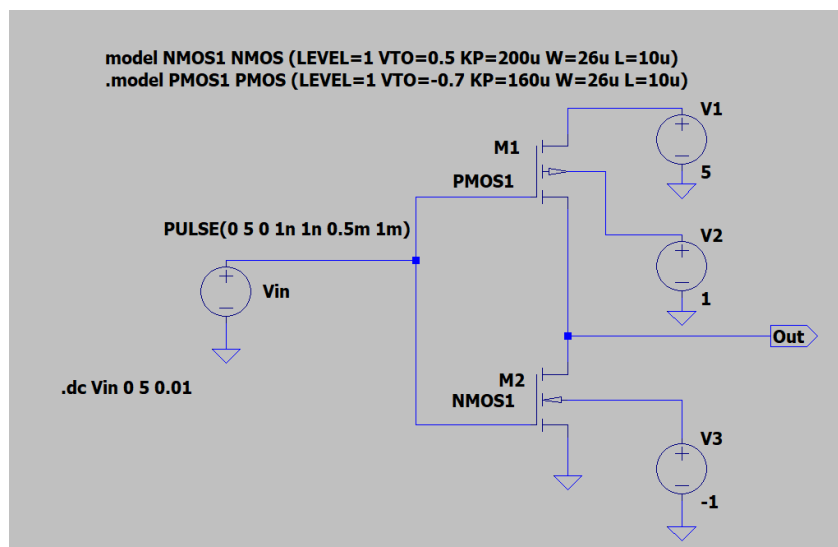 model NMOS1 NMOS (LEVEL=1 VTO=0.5 KP=200u W=26u L=10u)
.model PMOS1 PMOS (LEVEL=1 VTO=-0.7 KP=160u W=26u L=10u)
V1
M1
PMOS1
5
PULSE(0 5 0 1n 1n 0.5m 1m)
V2
Vin
1
Out
M2
.dc Vin 0 5 0.01
NMOS1
V3
-1